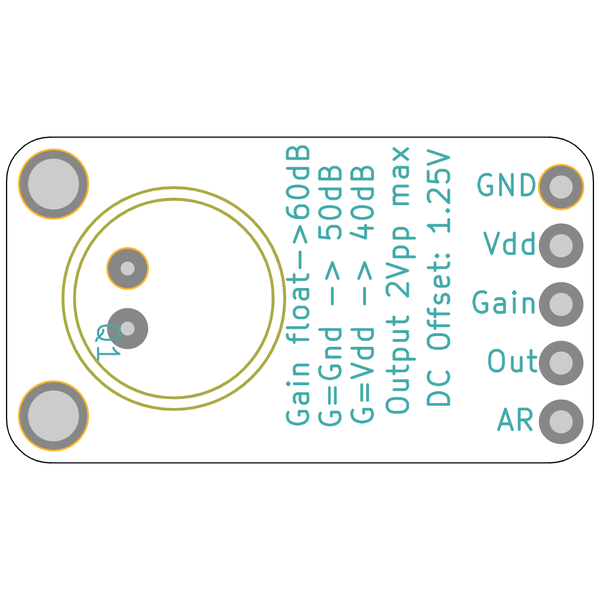 Gain float->60dB
G=Gnd -> 50dB
G=Vdd -> 40dB
Output 2Vpp max
DC Offset: 1.25V
GND
Vdd
Gain
Out
AR
Q1